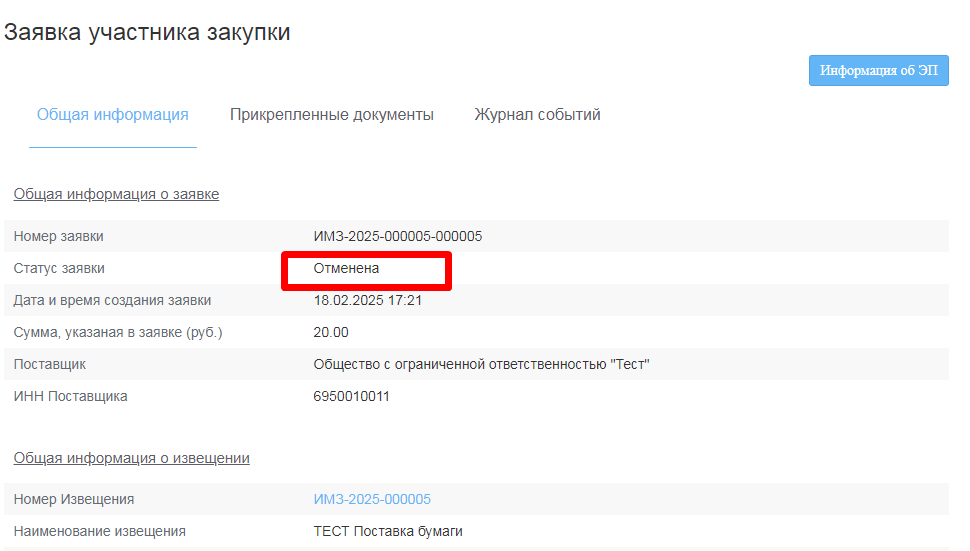 Заявка участника закупки
Информация об ЭП
Общая информация Прикрепленные документы Журнал событий
Общая информация о заявке
Номер заявки ИМЗ-2025-000005-000005
Статус заявки Отменена
Дата и время создания заявки 18.02.2025 17:21
Сумма, указаная в заявке (руб.) 20.00
Поставщик Общество с ограниченной ответственностью "Тест"
ИНН Поставщика 6950010011
Общая информация о извещении
Номер Извещения ИМЗ-2025-000005
Наименование извещения ТЕСТ Поставка бумаги